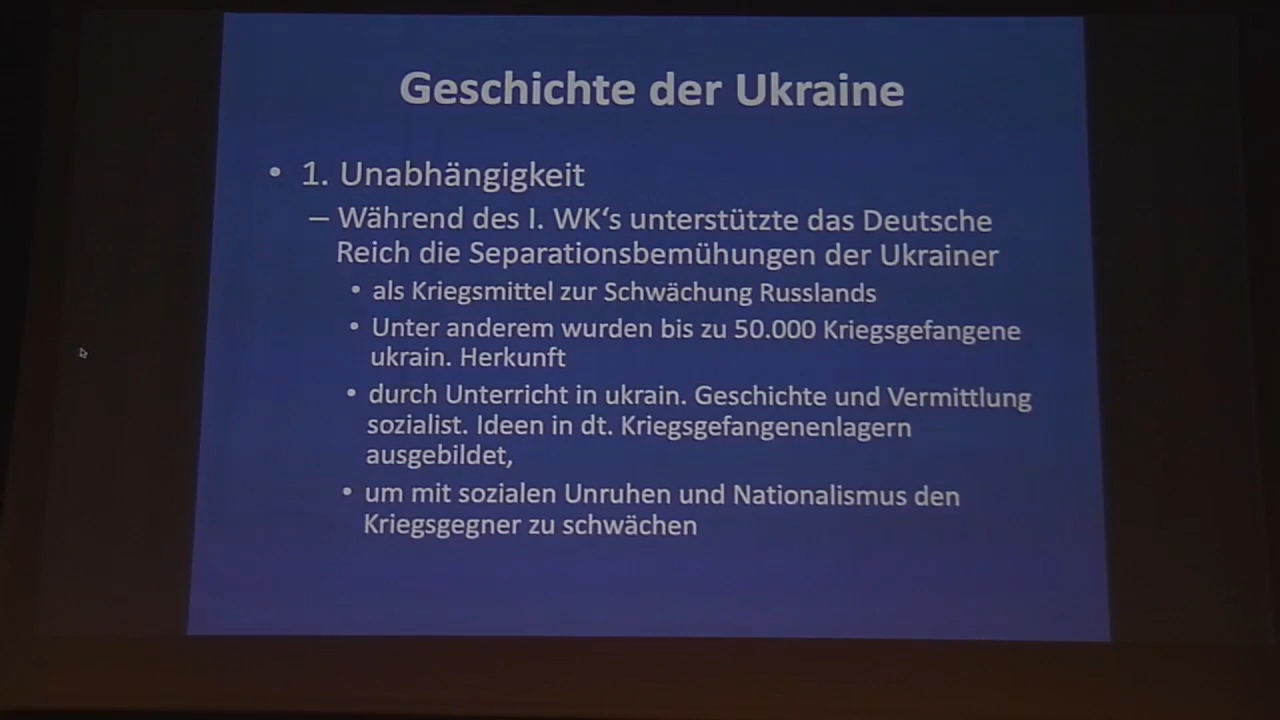 Geschichte der Ukraine
• 1. Unabhängigkeit
– Während des I. WK‘s unterstützte das Deutsche
Reich die Separationsbemühungen der Ukrainer
• als Kriegsmittel zur Schwächung Russlands
• Unter anderem wurden bis zu 50.000 Kriegsgefangene
ukrain. Herkunft
• durch Unterricht in ukrain. Geschichte und Vermittlung
sozialist. Ideen in dt. Kriegsgefangenenlagern
ausgebildet,
• um mit sozialen Unruhen und Nationalismus den
Kriegsgegner zu schwächen